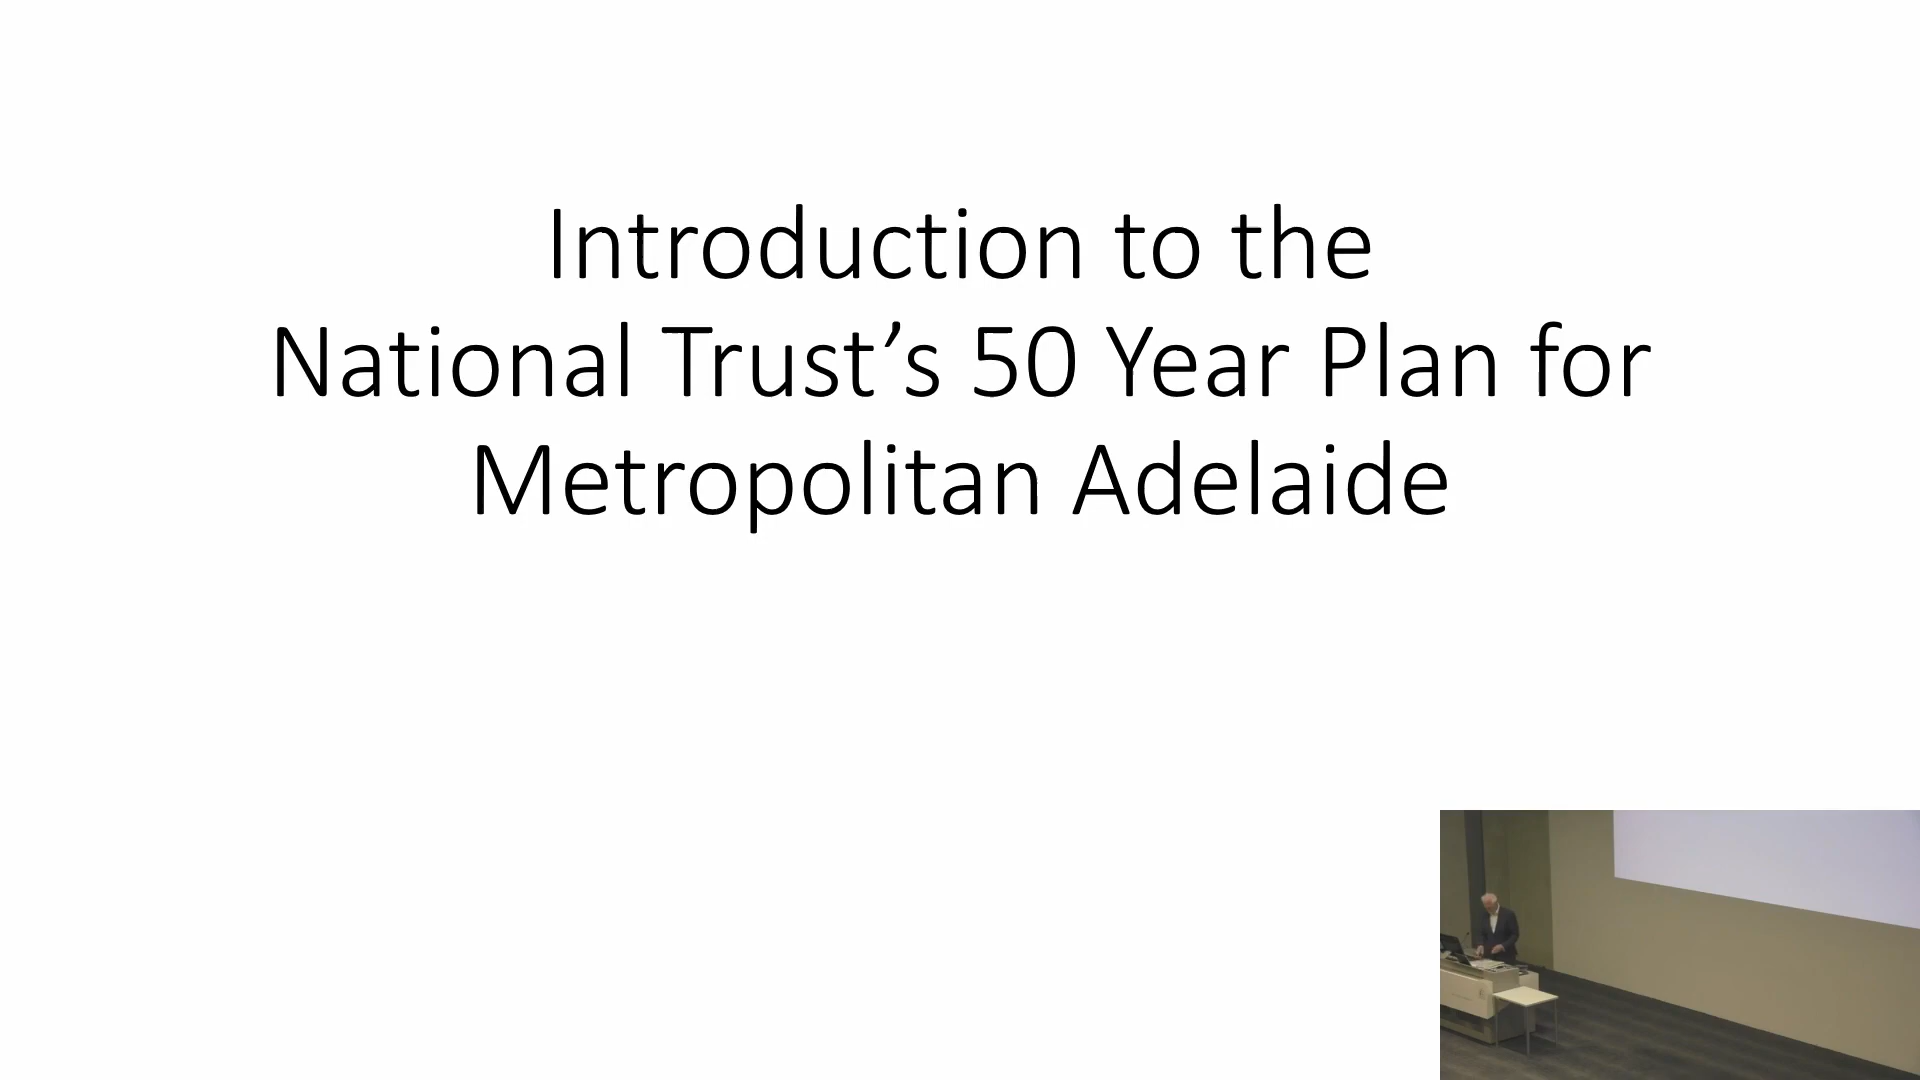 Introduction to the
National Trust’s 50 Year Plan for
Metropolitan Adelaide